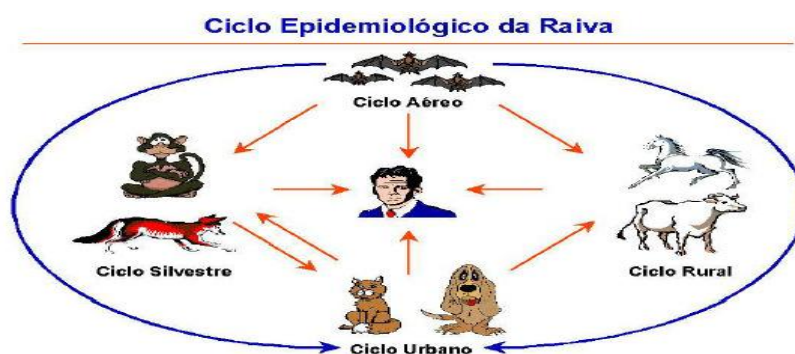 Ciclo Epidemiológico da Raiva
Ciclo Aéreo
Ciclo Silvestre
Ciclo Rural
Ciclo Urbano